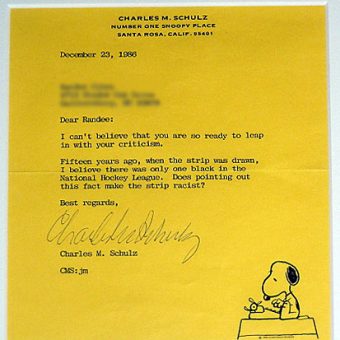 CHARLES M. SCHULZ
NUMBER ONE SNOOPY PLACE
SANTA ROSA, CALIF. 95401
December 23, 1986
Dear Randee:
I can't believe that you are so ready to leap
in with your criticism.
Fifteen years ago, when the strip was drawn,
I believe there was only one black in the
National Hockey League. Does pointing out
this fact make the strip racist?
Best regards,
Charles M Schulz
Charles M. Schulz
CMS:jm